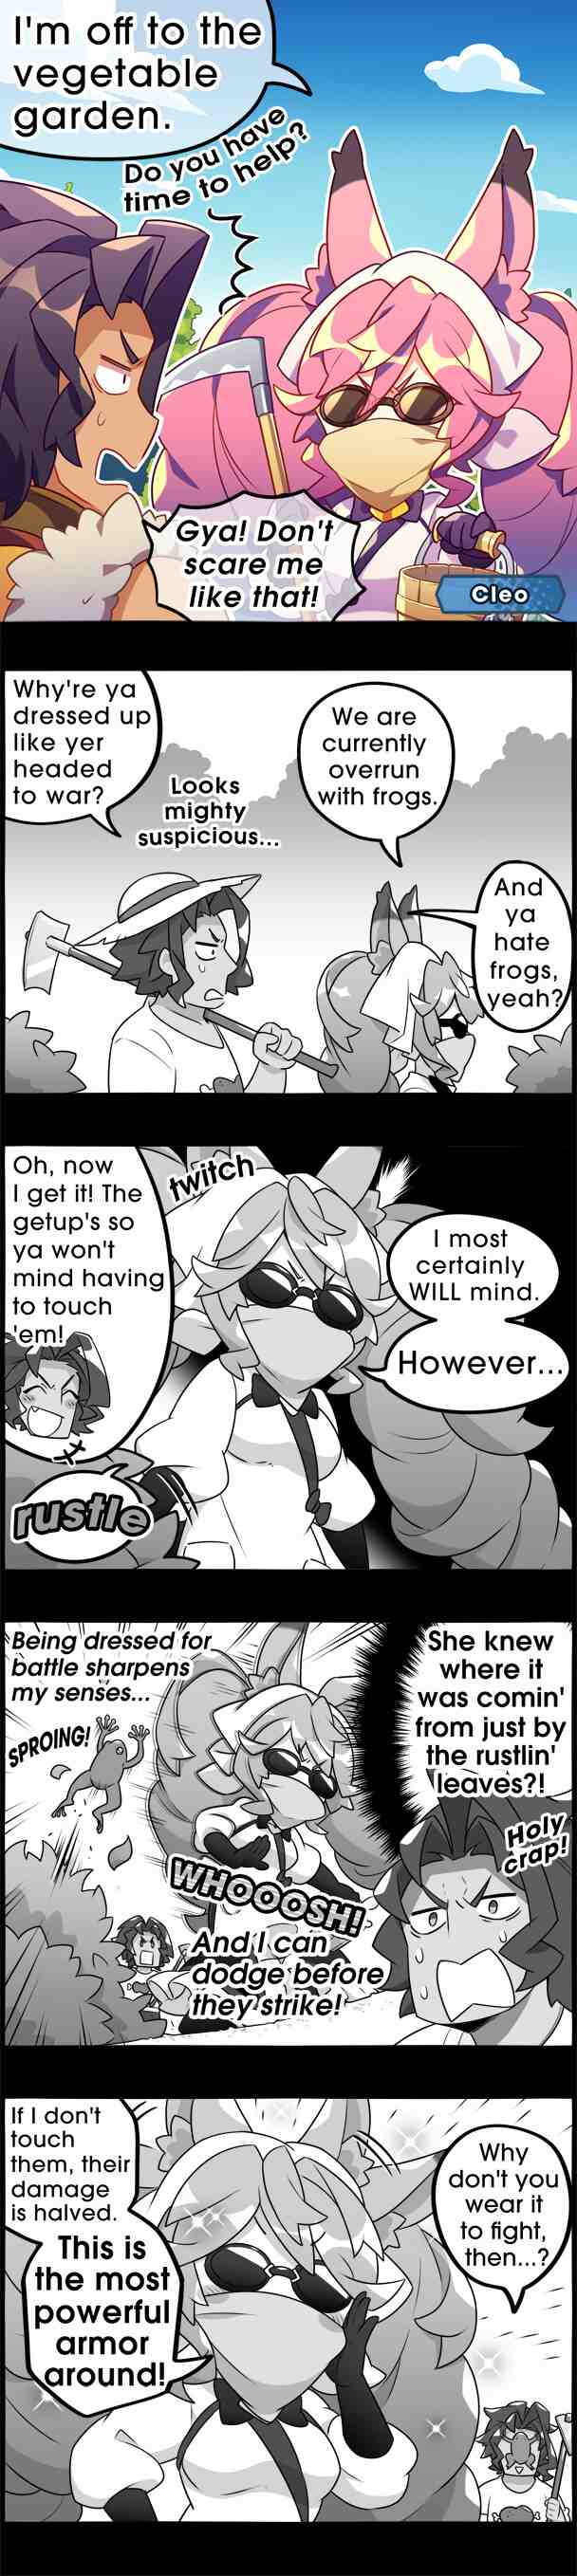 I'm off to the
vegetable
garden.
Do you have
time to help?
Gya! Don't
scare me
like that!
Cleo
Why're ya
dressed up
like yer
headed
to war?
Looks
mighty
suspicious...
We are
currently
overrun
with frogs.
And
ya
hate
frogs,
yeah?
Oh, now
I get it! The
getup's so
ya won't
mind having
to touch
'em!
twitch
I most
certainly
WILL mind.
However...
rustle
Being dressed for
battle sharpens
my senses...
SPROING!
She knew
where it
was comin'
from just by
the rustlin'
leaves?!
Holy
crap!
WHOOOSH!
And I can
dodge before
they strike!
If I don't
touch
them, their
damage
is halved.
This is
the most
powerful
armor
around!
Why
don't you
wear it
to fight,
then...?